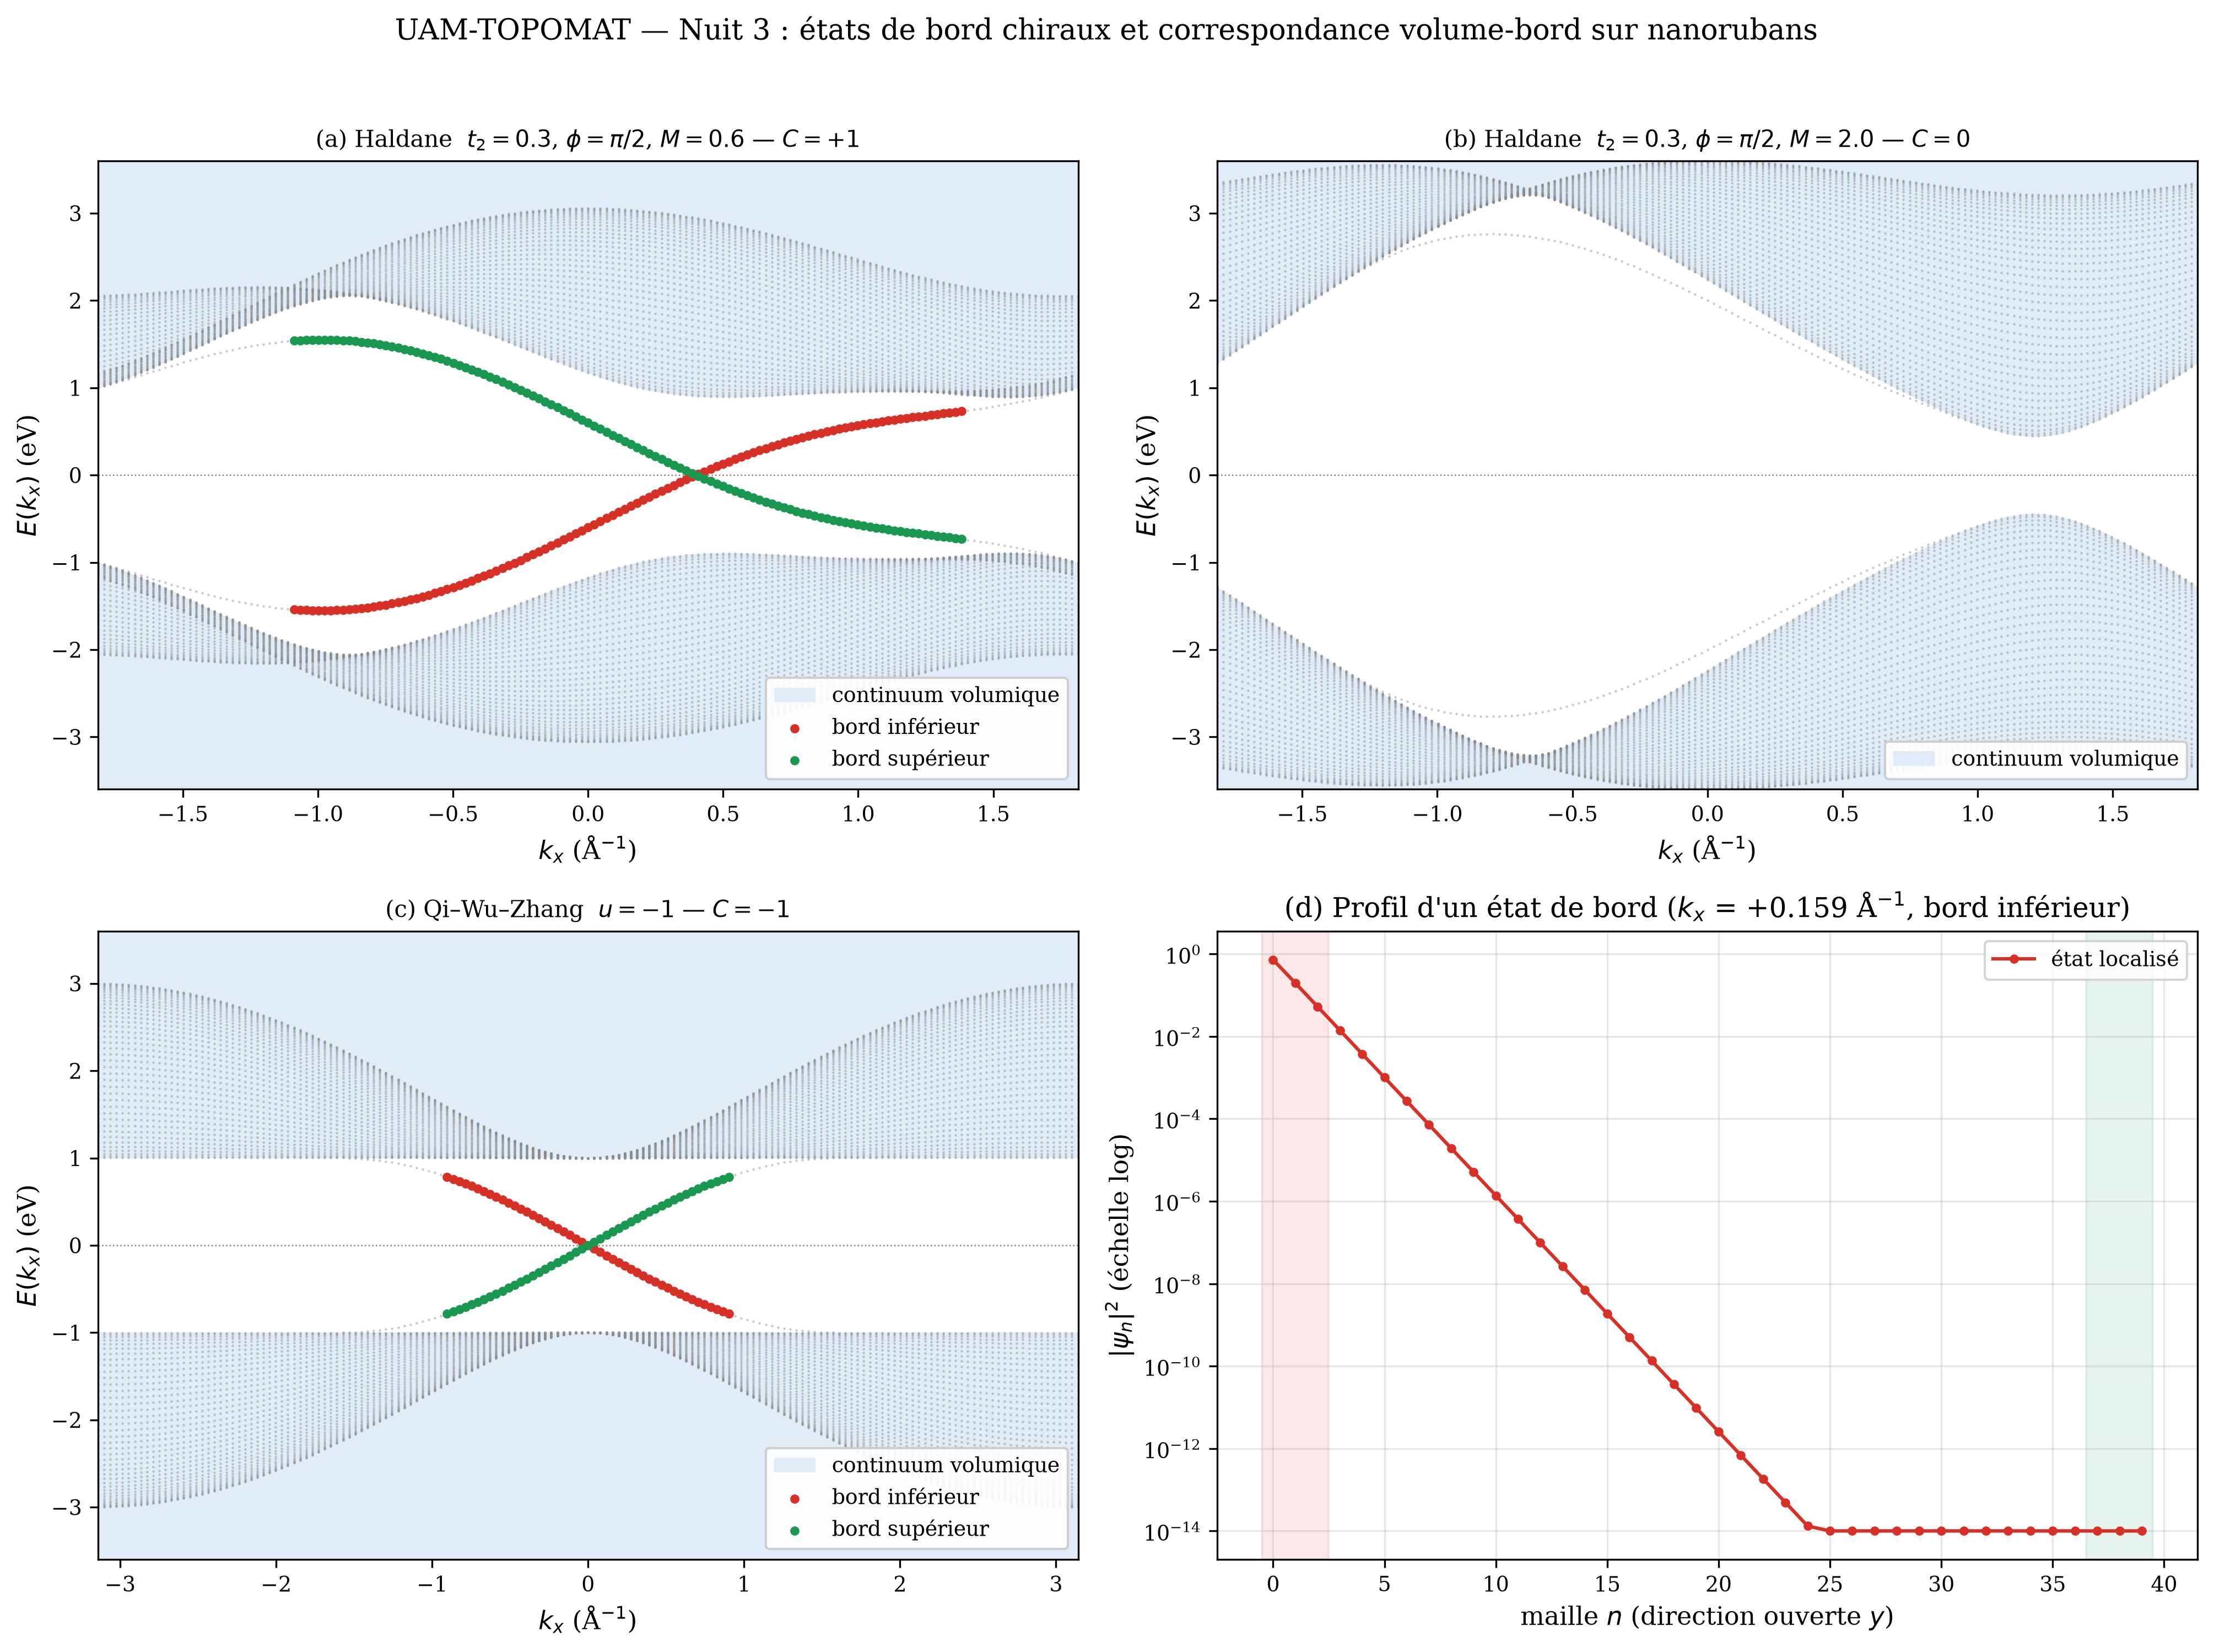 UAM-TOPOMAT — Nuit 3 : états de bord chiraux et correspondance volume-bord sur nanorubans
(a) Haldane t₂ = 0.3, ϕ = π/2, M = 0.6 — C = +1
E(kₓ) (eV)
3
2
1
0
−1
−2
−3
continuum volumique
bord inférieur
bord supérieur
−1.5 −1.0 −0.5 0.0 0.5 1.0 1.5
kₓ (Å⁻¹)
(b) Haldane t₂ = 0.3, ϕ = π/2, M = 2.0 — C = 0
E(kₓ) (eV)
3
2
1
0
−1
−2
−3
continuum volumique
−1.5 −1.0 −0.5 0.0 0.5 1.0 1.5
kₓ (Å⁻¹)
(c) Qi–Wu–Zhang u = −1 — C = −1
E(kₓ) (eV)
3
2
1
0
−1
−2
−3
continuum volumique
bord inférieur
bord supérieur
−3 −2 −1 0 1 2 3
kₓ (Å⁻¹)
(d) Profil d'un état de bord (kₓ = +0.159 Å⁻¹, bord inférieur)
|ψₙ|² (échelle log)
10⁰
10⁻²
10⁻⁴
10⁻⁶
10⁻⁸
10⁻¹⁰
10⁻¹²
10⁻¹⁴
état localisé
0 5 10 15 20 25 30 35 40
maille n (direction ouverte y)